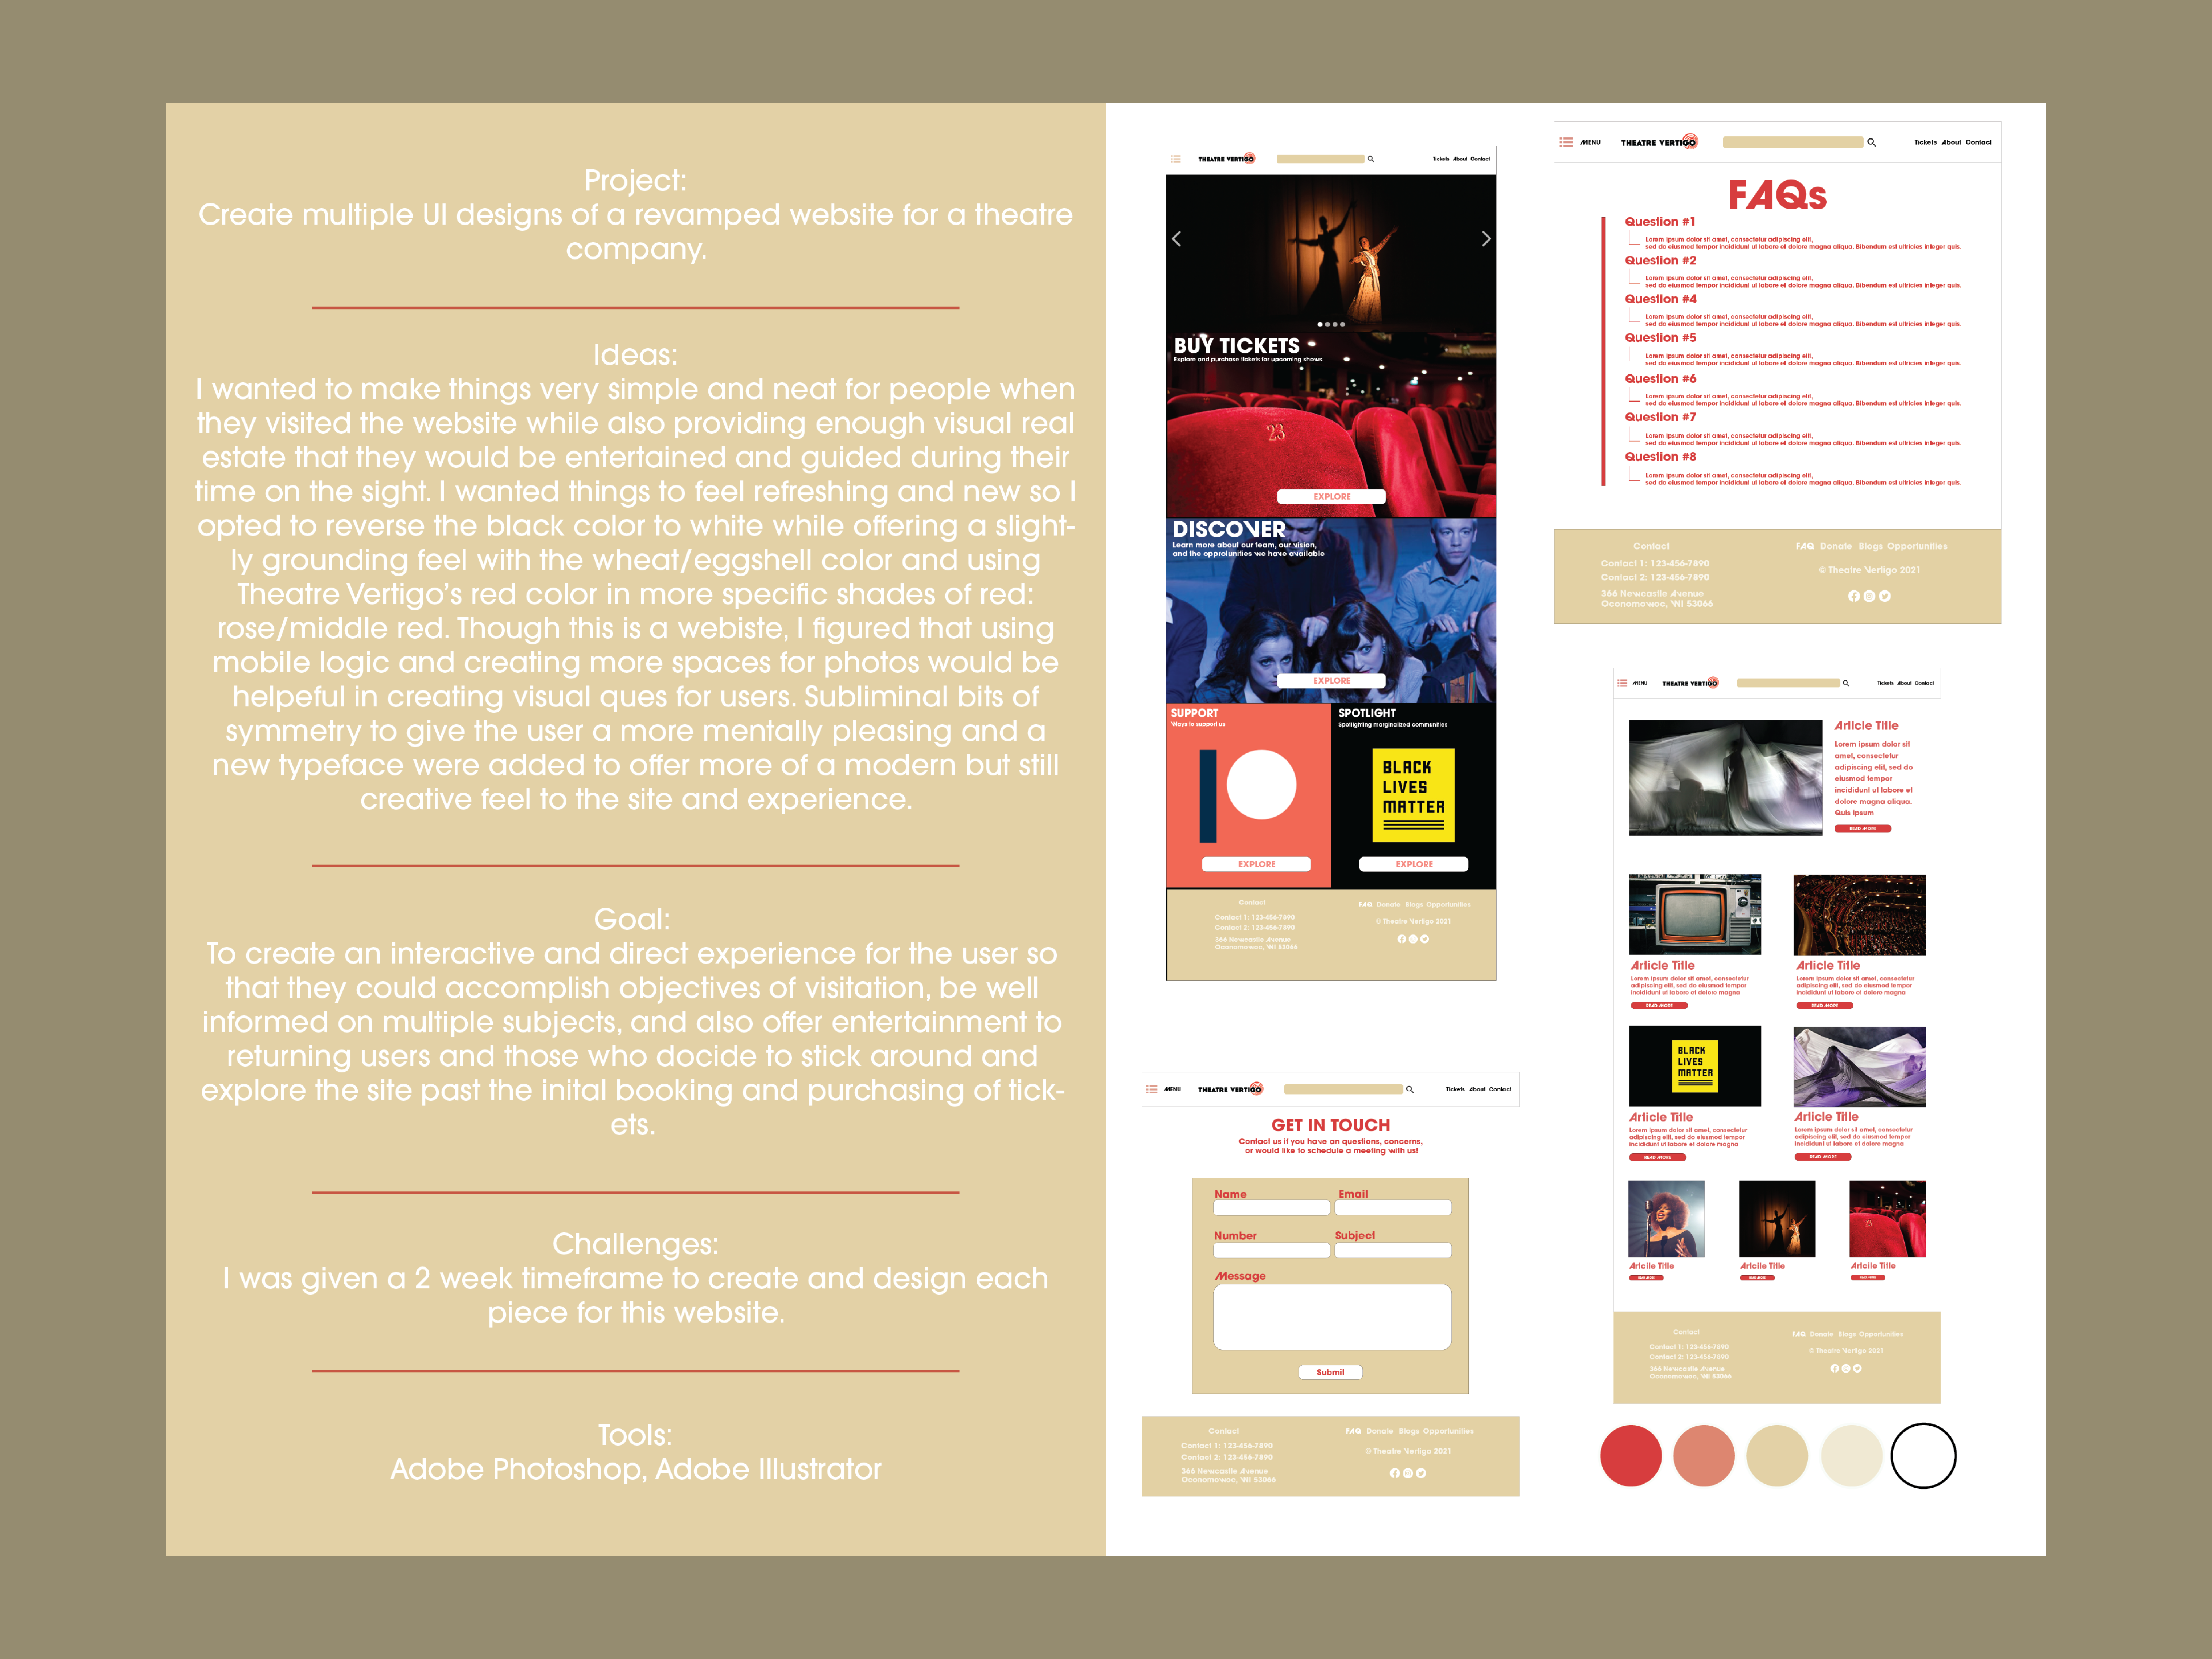 Project:
Create multiple UI designs of a revamped website for a theatre
company.
Ideas:
I wanted to make things very simple and neat for people when
they visited the website while also providing enough visual real
estate that they would be entertained and guided during their
time on the sight. I wanted things to feel refreshing and new so I
opted to reverse the black color to white while offering a slight-
ly grounding feel with the wheat/eggshell color and using
Theatre Vertigo's red color in more specific shades of red:
rose/middle red. Though this is a webiste, I figured that using
mobile logic and creating more spaces for photos would be
helpeful in creating visual ques for users. Subliminal bits of
symmetry to give the user a more mentally pleasing and a
new typeface were added to offer more of a modern but still
creative feel to the site and experience.
Goal:
To create an interactive and direct experience for the user so
that they could accomplish objectives of visitation, be well
informed on multiple subjects, and also offer entertainment to
returning users and those who docide to stick around and
explore the site past the inital booking and purchasing of tick-
ets.
Challenges:
I was given a 2 week timeframe to create and design each
piece for this website.
Tools:
Adobe Photoshop, Adobe Illustrator
THEATRE VERTIGO
Tickets About Contact
BUY TICKETS
Explore and purchase tickets for upcoming shows
23
EXPLORE
DISCOVER
Learn more about our team, our vision,
and the opprotunities we have available
EXPLORE
SUPPORT
Ways to support us
EXPLORE
SPOTLIGHT
Spotlighting marginalized communities
BLACK
LIVES
MATTER
EXPLORE
Contact
Contact 1: 123-456-7890
Contact 2: 123-456-7890
366 Newcastle Avenue
Oconomowoc, WI 53066
FAQ Donate Blogs Opportunities
© Theatre Vertigo 2021
MENU THEATRE VERTIGO
Tickets About Contact
GET IN TOUCH
Contact us if you have an questions, concerns,
or would like to schedule a meeting with us!
Name Email
Number Subject
Message
Submit
Contact
Contact 1: 123-456-7890
Contact 2: 123-456-7890
366 Newcastle Avenue
Oconomowoc, WI 53066
FAQ Donate Blogs Opportunities
© Theatre Vertigo 2021
MENU THEATRE VERTIGO
Tickets About Contact
FAQs
Question #1
Lorem ipsum dolor sit amet, consectetur adipiscing elit,
sed do eiusmod tempor incididunt ut labore et dolore magna aliqua. Bibendum est ultricies integer quis.
Question #2
Lorem ipsum dolor sit amet, consectetur adipiscing elit,
sed do eiusmod tempor incididunt ut labore et dolore magna aliqua. Bibendum est ultricies integer quis.
Question #4
Lorem ipsum dolor sit amet, consectetur adipiscing elit,
sed do eiusmod tempor incididunt ut labore et dolore magna aliqua. Bibendum est ultricies integer quis.
Question #5
Lorem ipsum dolor sit amet, consectetur adipiscing elit,
sed do eiusmod tempor incididunt ut labore et dolore magna aliqua. Bibendum est ultricies integer quis.
Question #6
Lorem ipsum dolor sit amet, consectetur adipiscing elit,
sed do eiusmod tempor incididunt ut labore et dolore magna aliqua. Bibendum est ultricies integer quis.
Question #7
Lorem ipsum dolor sit amet, consectetur adipiscing elit,
sed do eiusmod tempor incididunt ut labore et dolore magna aliqua. Bibendum est ultricies integer quis.
Question #8
Lorem ipsum dolor sit amet, consectetur adipiscing elit,
sed do eiusmod tempor incididunt ut labore et dolore magna aliqua. Bibendum est ultricies integer quis.
Contact
Contact 1: 123-456-7890
Contact 2: 123-456-7890
366 Newcastle Avenue
Oconomowoc, WI 53066
FAQ Donate Blogs Opportunities
© Theatre Vertigo 2021
MENU THEATRE VERTIGO
Tickets About Contact
Article Title
Lorem ipsum dolor sit
amet, consectetur
adipiscing elit, sed do
eiusmod tempor
incididunt ut labore et
dolore magna aliqua.
Quis ipsum
READ MORE
Article Title
Lorem ipsum dolor sit amet, consectetur
adipiscing elit, sed do eiusmod tempor
incididunt ut labore et dolore magna
READ MORE
Article Title
Lorem ipsum dolor sit amet, consectetur
adipiscing elit, sed do eiusmod tempor
incididunt ut labore et dolore magna
READ MORE
BLACK
LIVES
MATTER
Article Title
Lorem ipsum dolor sit amet, consectetur
adipiscing elit, sed do eiusmod tempor
incididunt ut labore et dolore magna
READ MORE
Article Title
Lorem ipsum dolor sit amet, consectetur
adipiscing elit, sed do eiusmod tempor
incididunt ut labore et dolore magna
READ MORE
Artcile Title
READ MORE
Artcile Title
READ MORE
23
Artcile Title
READ MORE
Contact
Contact 1: 123-456-7890
Contact 2: 123-456-7890
366 Newcastle Avenue
Oconomowoc, WI 53066
FAQ Donate Blogs Opportunities
© Theatre Vertigo 2021